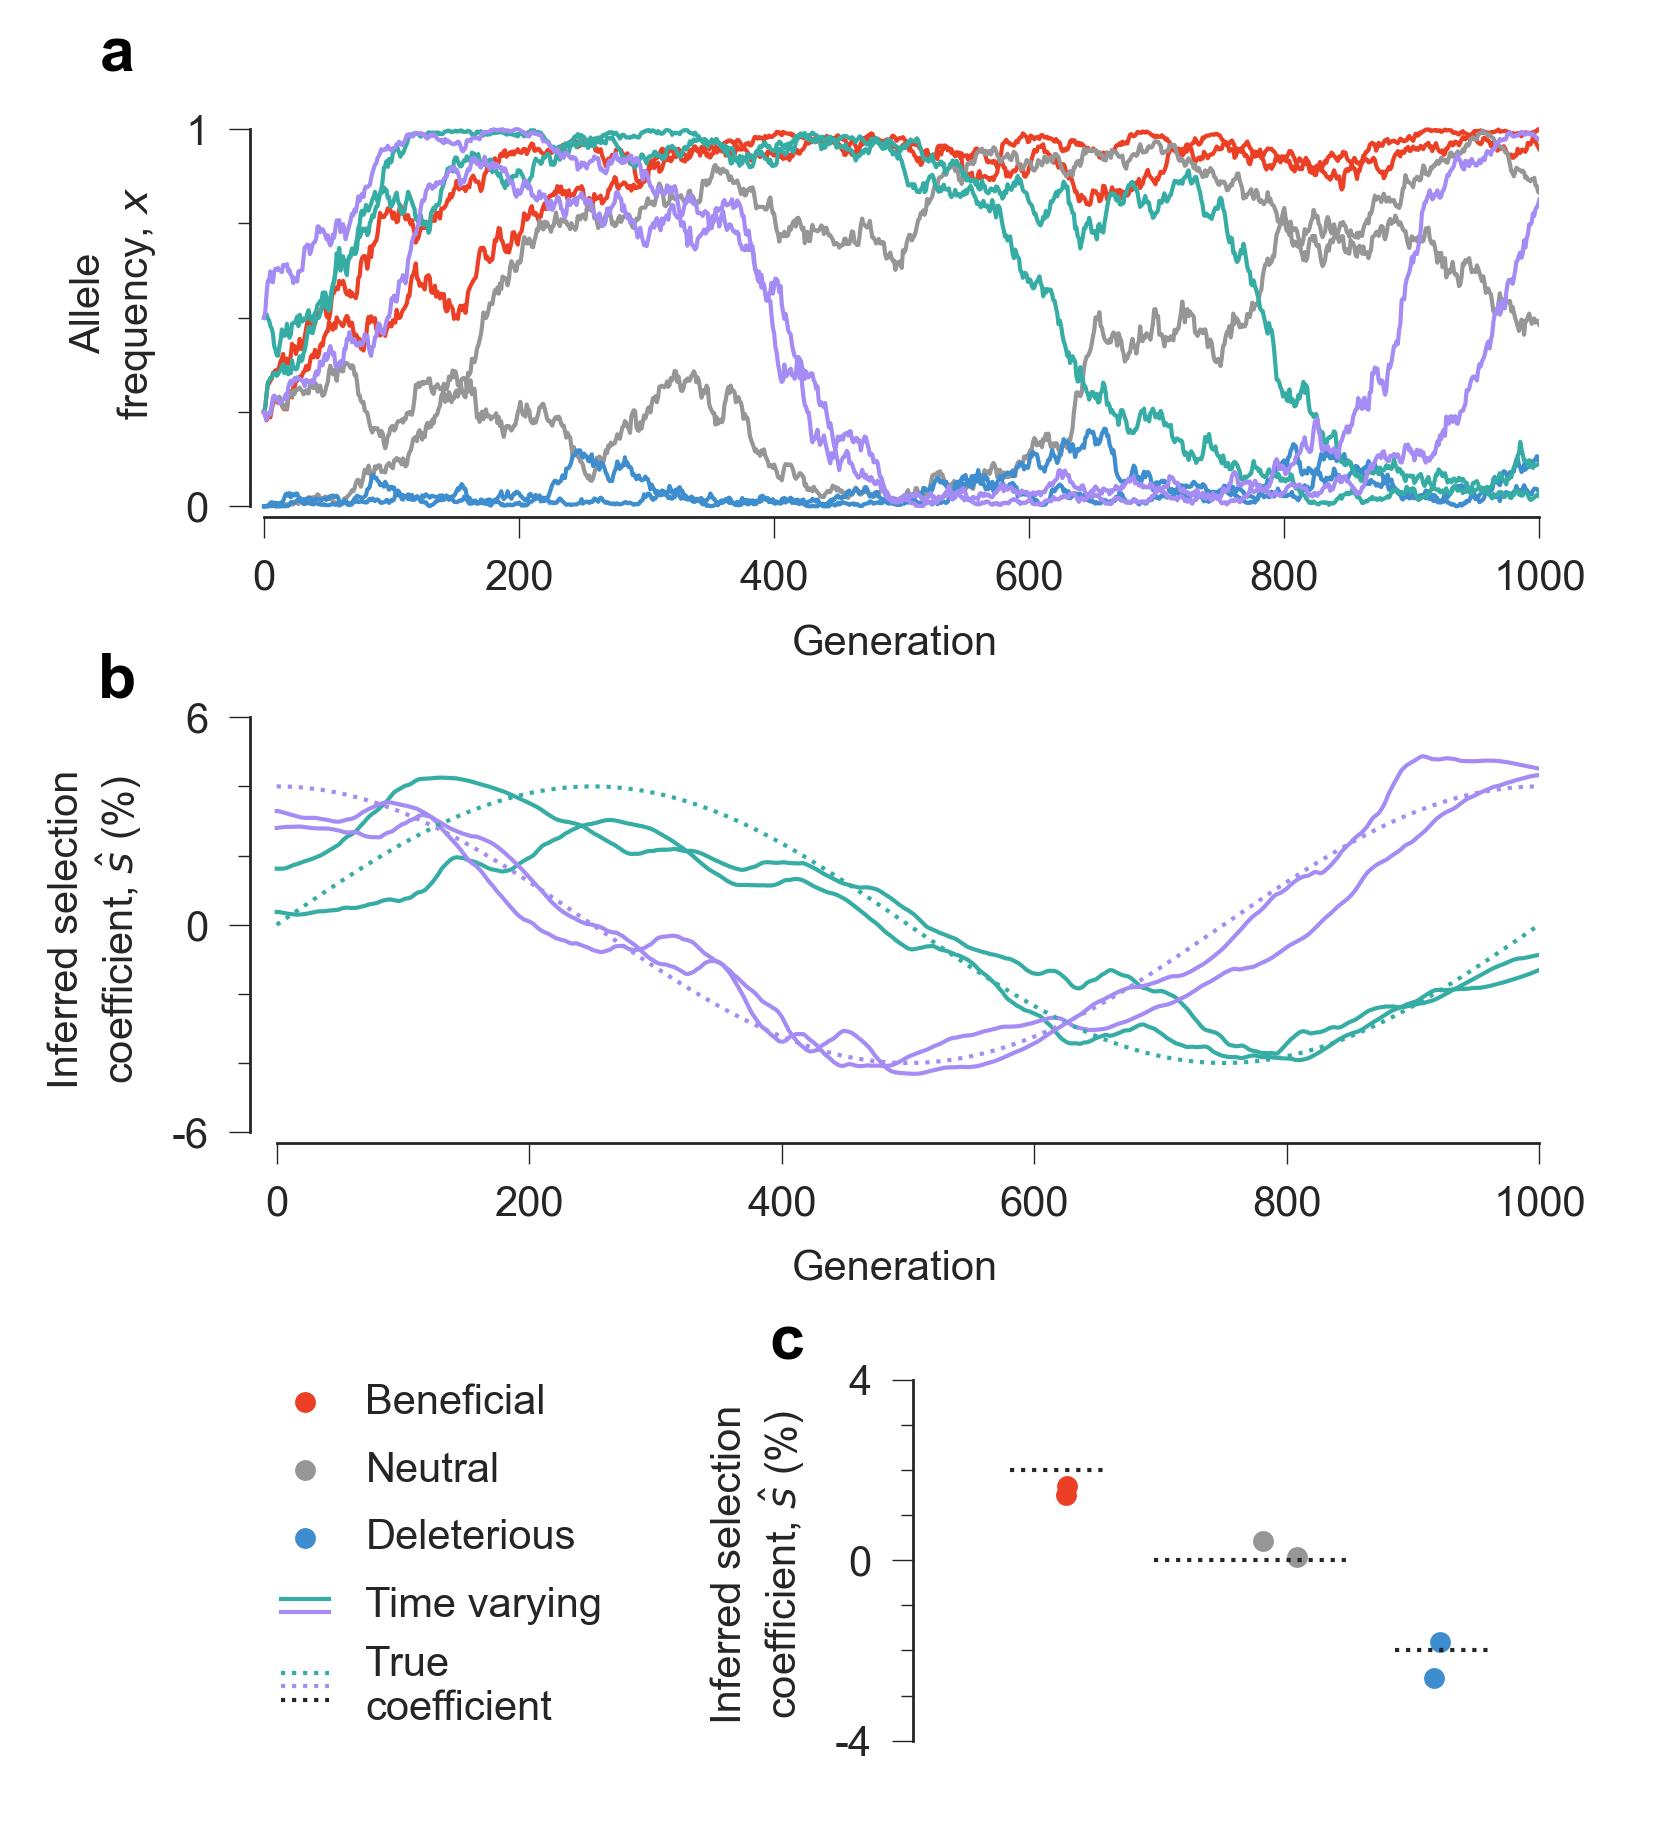 a
1
0
Allele
frequency, x
0 200 400 600 800 1000
Generation
b
6
0
-6
Inferred selection
coefficient, ŝ (%)
0 200 400 600 800 1000
Generation
Beneficial
Neutral
Deleterious
Time varying
True
coefficient
c
4
0
-4
Inferred selection
coefficient, ŝ (%)